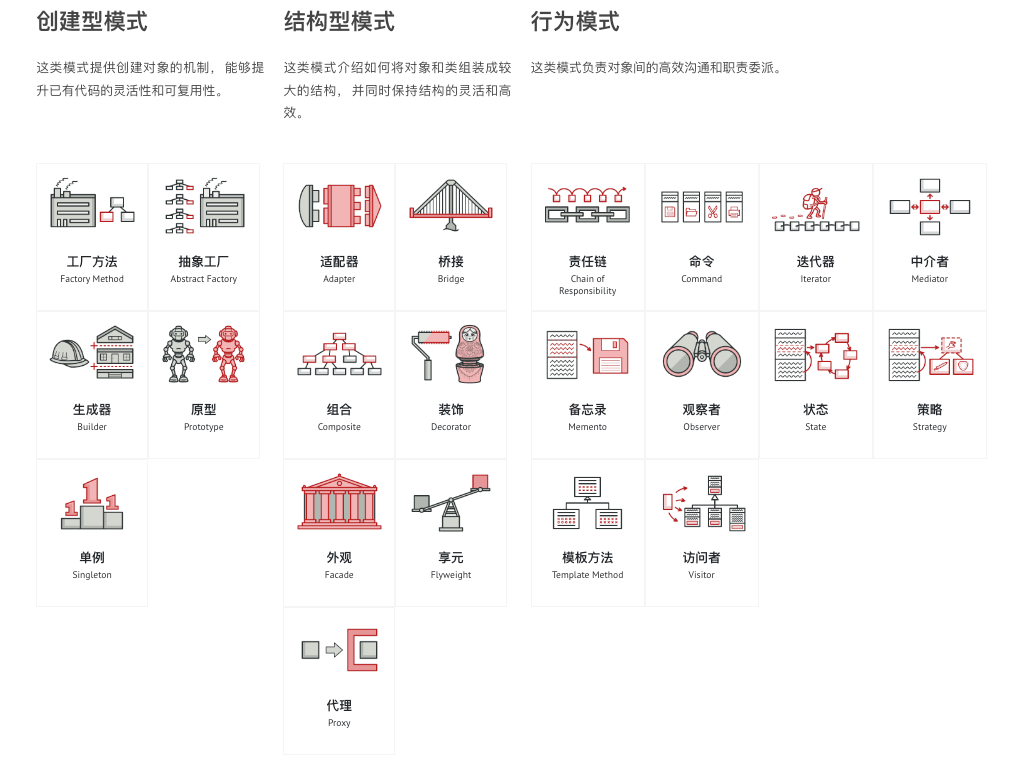 创建型模式
这类模式提供创建对象的机制， 能够提
升已有代码的灵活性和可复用性。
工厂方法
Factory Method
抽象工厂
Abstract Factory
生成器
Builder
原型
Prototype
1
1
1
单例
Singleton
结构型模式
这类模式介绍如何将对象和类组装成较
大的结构， 并同时保持结构的灵活和高
效。
适配器
Adapter
桥接
Bridge
组合
Composite
装饰
Decorator
外观
Facade
享元
Flyweight
代理
Proxy
行为模式
这类模式负责对象间的高效沟通和职责委派。
责任链
Chain of
Responsibility
命令
Command
迭代器
Iterator
中介者
Mediator
备忘录
Memento
观察者
Observer
状态
State
策略
Strategy
模板方法
Template Method
访问者
Visitor